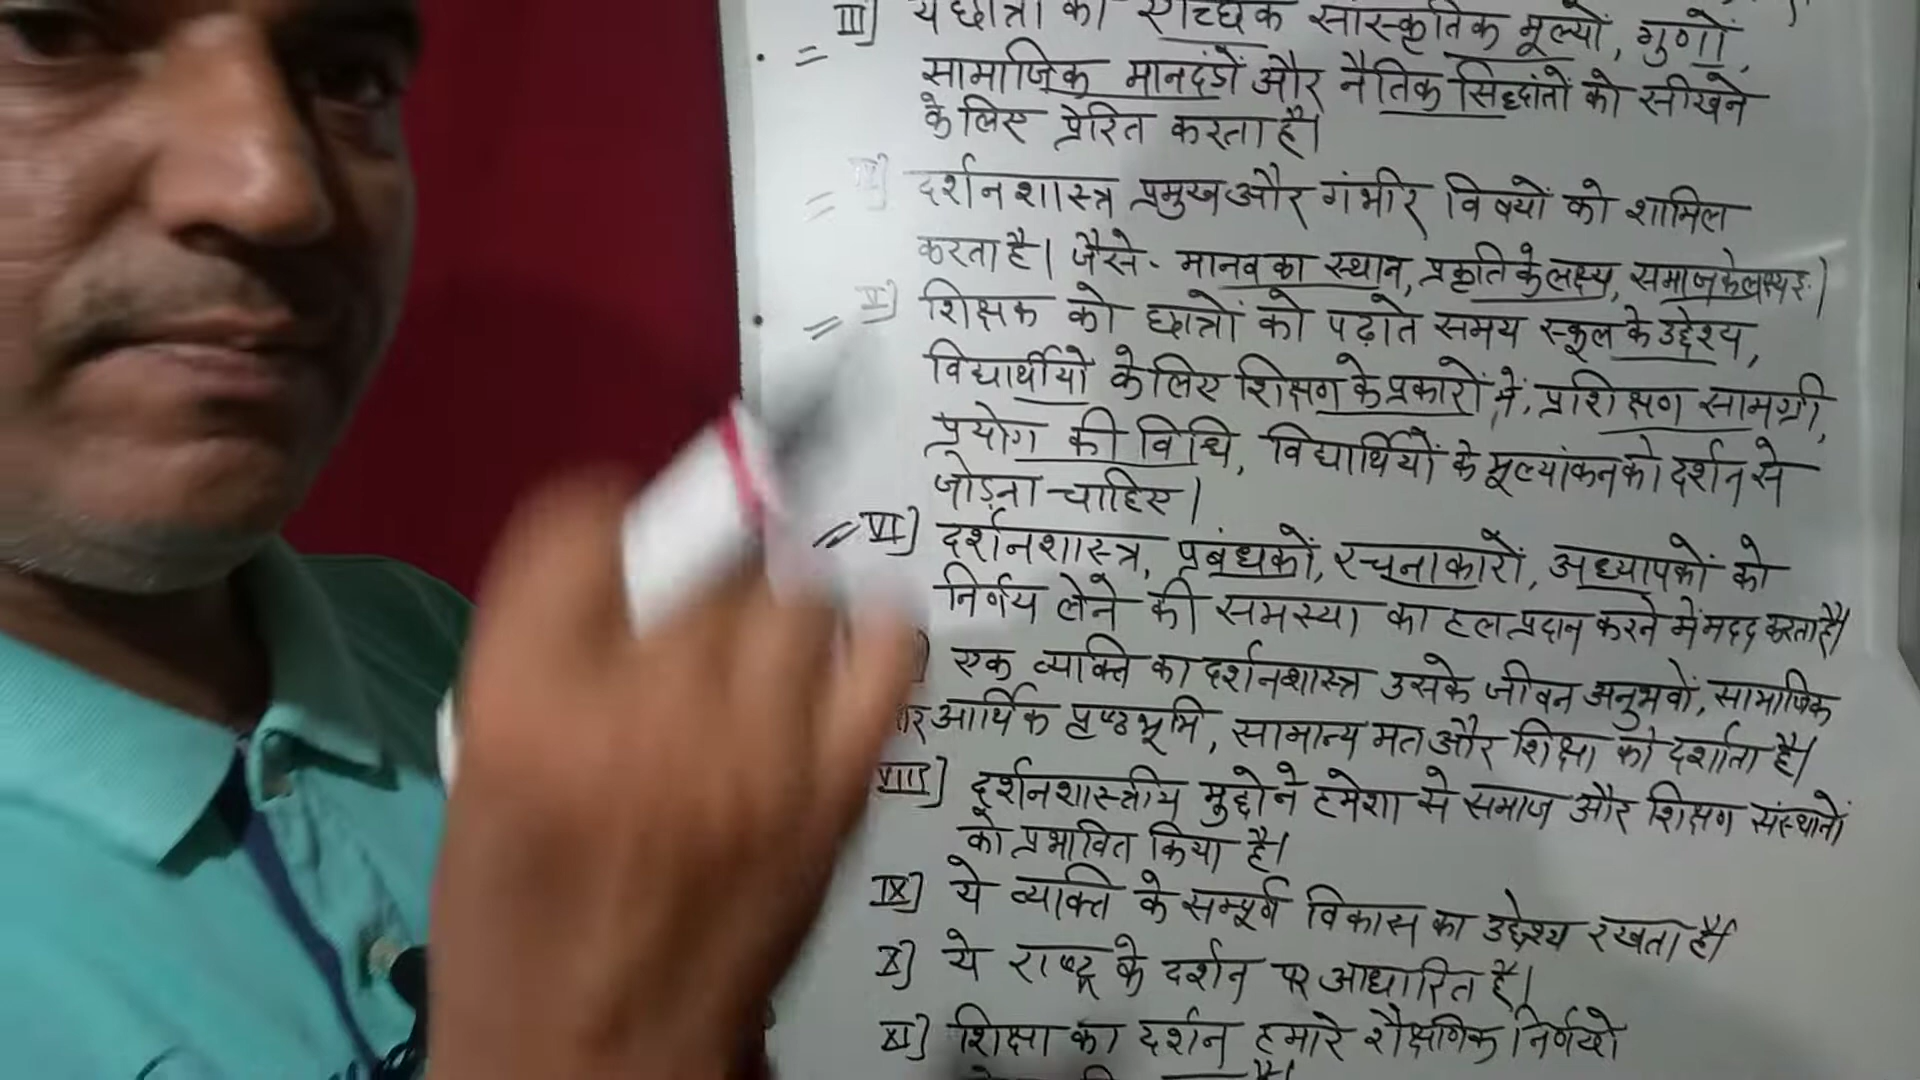 III] ये छात्रों को सांस्कृतिक मूल्यों, गुणों,
सामाजिक मानदंडों और नैतिक सिद्धांतों को सीखने
के लिए प्रेरित करता है।
दर्शनशास्त्र प्रमुख और गंभीर विषयों को शामिल
करता है। जैसे- मानव का स्थान, प्रकृति के लक्ष्य, समाज के लक्ष्य इ.।
V] शिक्षक को छात्रों को पढ़ाते समय स्कूल के उद्देश्य,
विद्यार्थीयो के लिए शिक्षण के प्रकारों में, प्रशिक्षण सामग्री,
प्रयोग की विधि, विद्यार्थियों के मूल्यांकन को दर्शन से
जोड़ना चाहिए।
VI] दर्शनशास्त्र, प्रबंधकों, रचनाकारों, अध्यापकों को
निर्णय लेने की समस्या का हल प्रदान करने में मदद करता है।
एक व्यक्ति का दर्शनशास्त्र उसके जीवन अनुभवों, सामाजिक
आर्थिक पृष्ठभूमि, सामान्य मत और शिक्षा को दर्शाता है।
VIII] दर्शनशास्त्रीय मुद्दो ने हमेशा से समाज और शिक्षण संस्थानों
को प्रभावित किया है।
IX] ये व्यक्ति के सम्पूर्ण विकास का उद्देश्य रखता है।
X] ये राष्ट्र के दर्शन पर आधारित है।
XI] शिक्षा का दर्शन हमारे शैक्षणिक निर्णयो